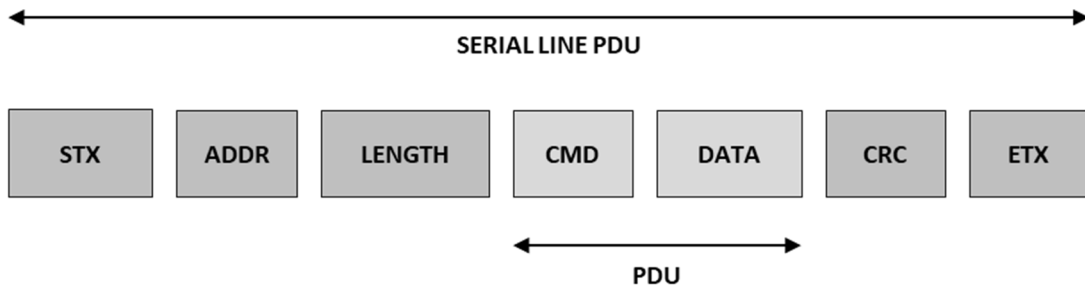 SERIAL LINE PDU
STX ADDR LENGTH CMD DATA CRC ETX
PDU